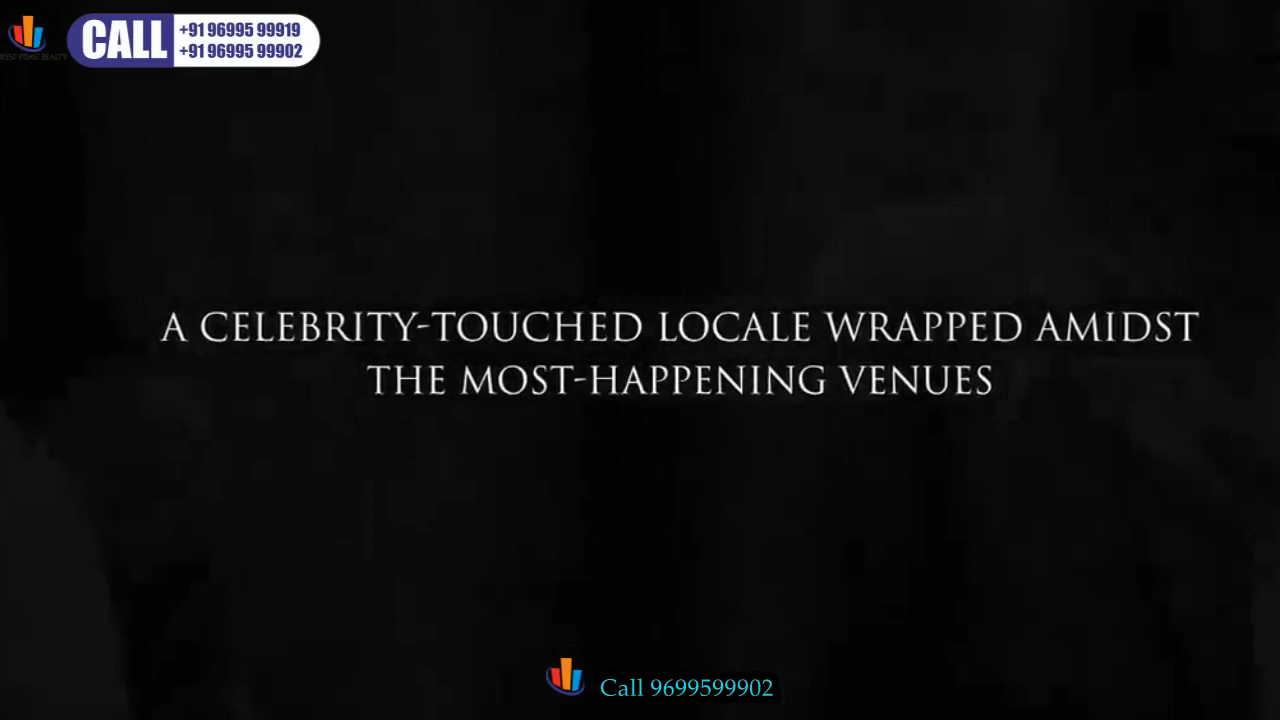 CALL
+91 96995 99919
+91 96995 99902
A CELEBRITY-TOUCHED LOCALE WRAPPED AMIDST
THE MOST-HAPPENING VENUES
Call 9699599902